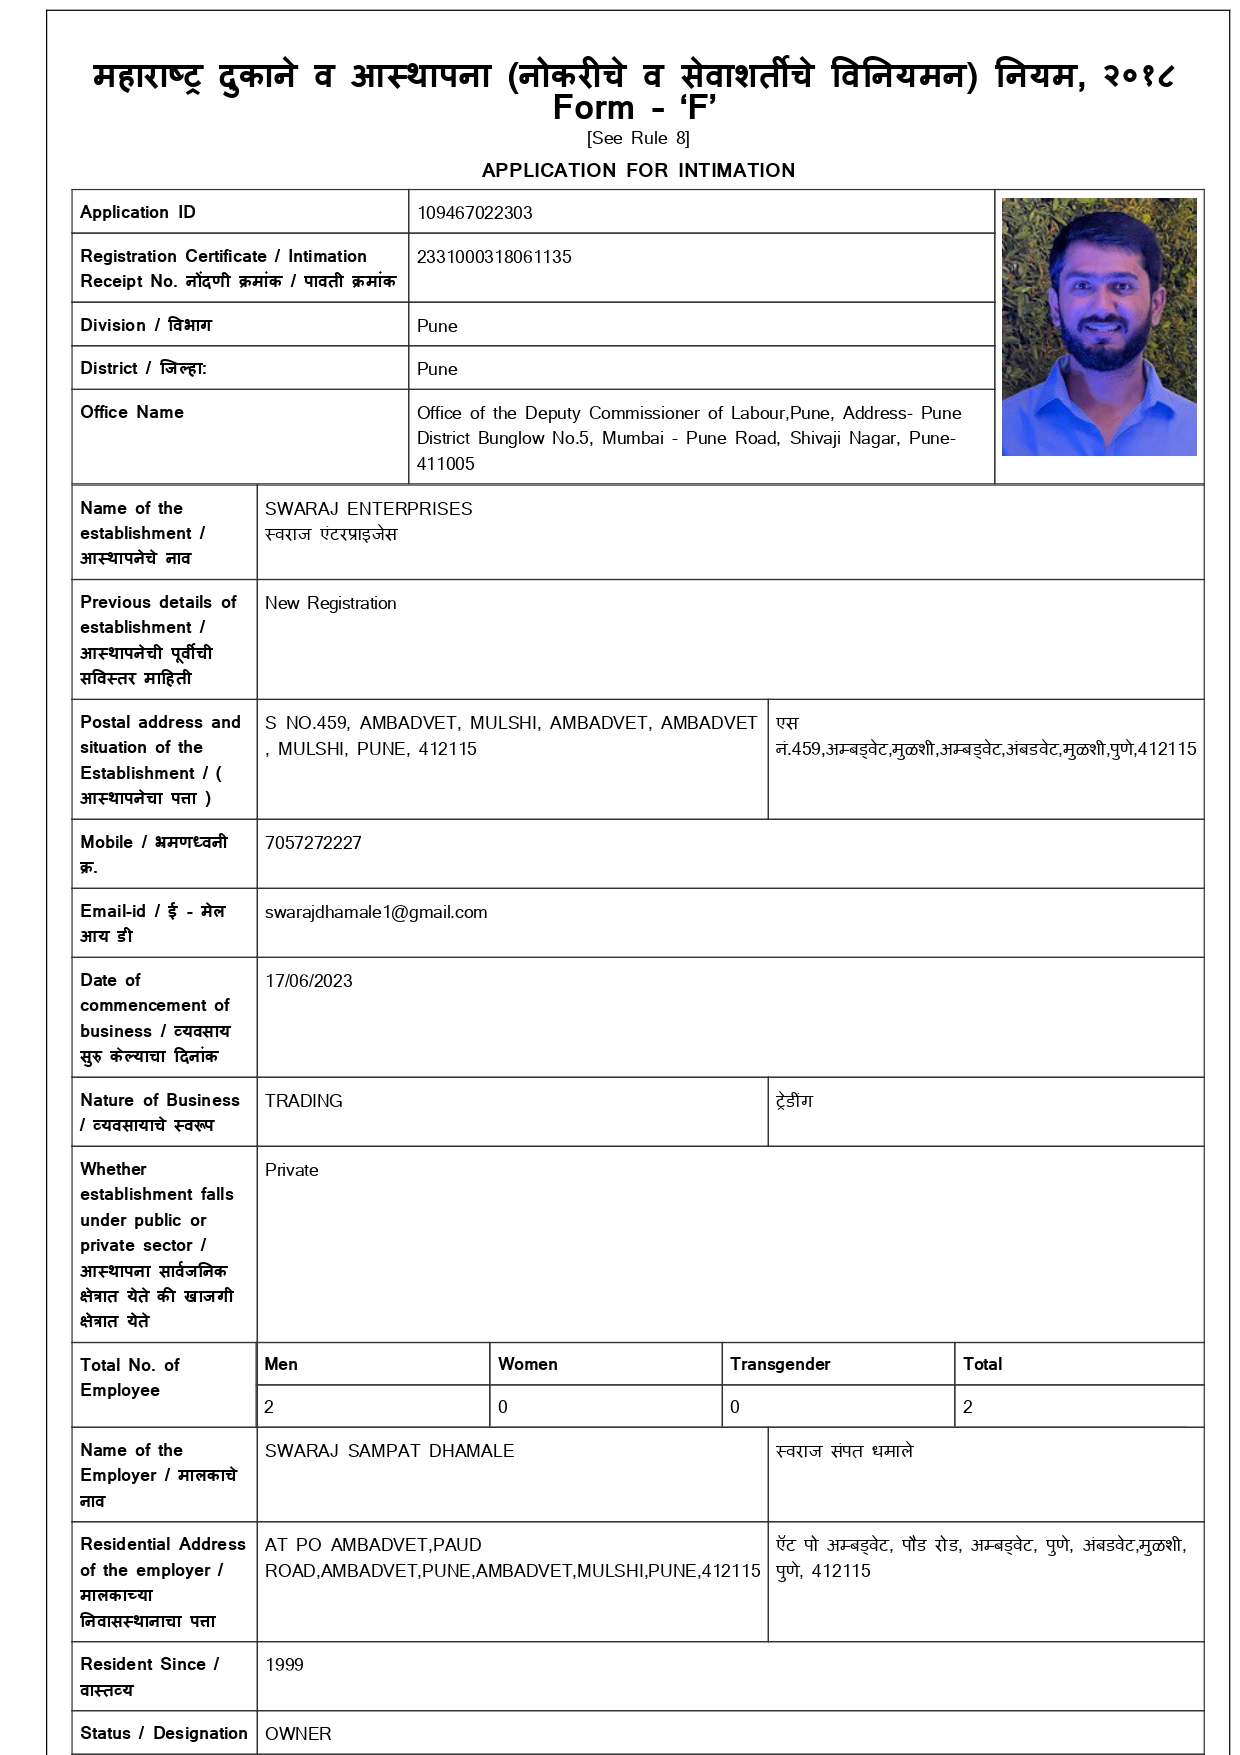 महाराष्ट्र दुकाने व आस्थापना (नोकरीचे व सेवाशर्तीचे विनियमन) नियम, २०१८
Form - ‘F’
[See Rule 8]
APPLICATION FOR INTIMATION
Application ID 109467022303
Registration Certificate / Intimation 2331000318061135
Receipt No. नोंदणी क्रमांक / पावती क्रमांक
Division / विभाग Pune
District / जिल्हा: Pune
Office Name Office of the Deputy Commissioner of Labour,Pune, Address- Pune
District Bunglow No.5, Mumbai - Pune Road, Shivaji Nagar, Pune-
411005
Name of the SWARAJ ENTERPRISES
establishment / स्वराज एंटरप्राइजेस
आस्थापनेचे नाव
Previous details of New Registration
establishment /
आस्थापनेची पूर्वीची
सविस्तर माहिती
Postal address and S NO.459, AMBADVET, MULSHI, AMBADVET, AMBADVET एस
situation of the , MULSHI, PUNE, 412115 नं.459,अम्बड्वेट,मुळशी,अम्बड्वेट,अंबडवेट,मुळशी,पुणे,412115
Establishment / (
आस्थापनेचा पत्ता )
Mobile / भ्रमणध्वनी 7057272227
क्र.
Email-id / ई - मेल swarajdhamale1@gmail.com
आय डी
Date of 17/06/2023
commencement of
business / व्यवसाय
सुरु केल्याचा दिनांक
Nature of Business TRADING ट्रेडींग
/ व्यवसायाचे स्वरूप
Whether Private
establishment falls
under public or
private sector /
आस्थापना सार्वजनिक
क्षेत्रात येते की खाजगी
क्षेत्रात येते
Total No. of Men Women Transgender Total
Employee 2 0 0 2
Name of the SWARAJ SAMPAT DHAMALE स्वराज संपत धमाले
Employer / मालकाचे
नाव
Residential Address AT PO AMBADVET,PAUD ऍट पो अम्बड्वेट, पौड रोड, अम्बड्वेट, पुणे, अंबडवेट,मुळशी,
of the employer / ROAD,AMBADVET,PUNE,AMBADVET,MULSHI,PUNE,412115 पुणे, 412115
मालकाच्या
निवासस्थानाचा पत्ता
Resident Since / 1999
वास्तव्य
Status / Designation OWNER